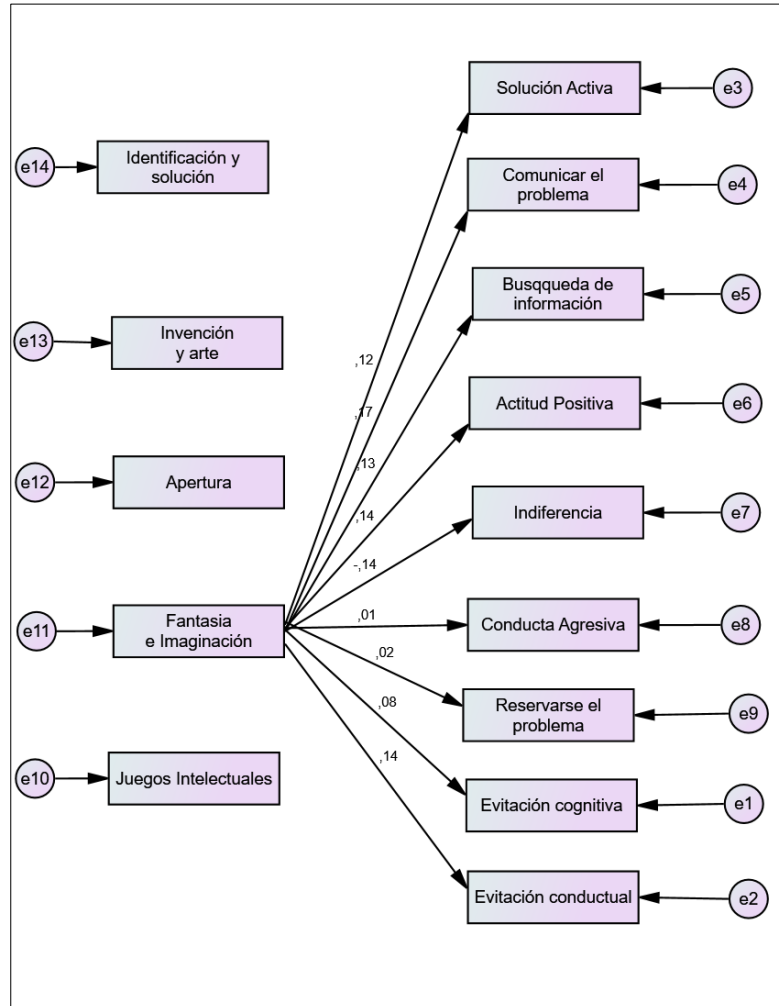 Solución Activa
e3
e14
Identificación y
solución
Comunicar el
problema
e4
Busqqueda de
información
e5
e13
Invención
y arte
,12
Actitud Positiva
e6
,17
,13
e12
Apertura
Indiferencia
e7
,14
-,14
e11
Fantasia
e Imaginación
,01
Conducta Agresiva
e8
,02
Reservarse el
problema
e9
,08
,14
e10
Juegos Intelectuales
Evitación cognitiva
e1
Evitación conductual
e2